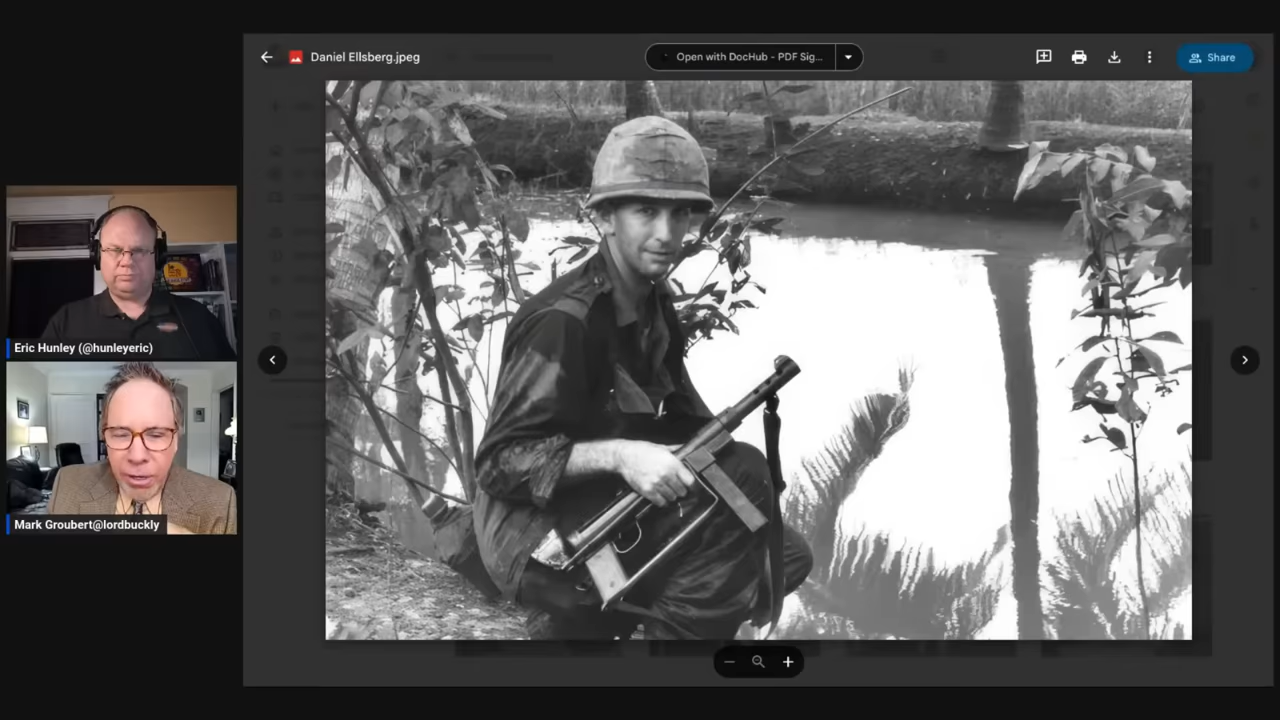 Daniel Ellsberg.jpeg
Open with DocHub - PDF Sig...
Share
Eric Hunley (@hunleyeric)
Mark Groubert@lordbuckly